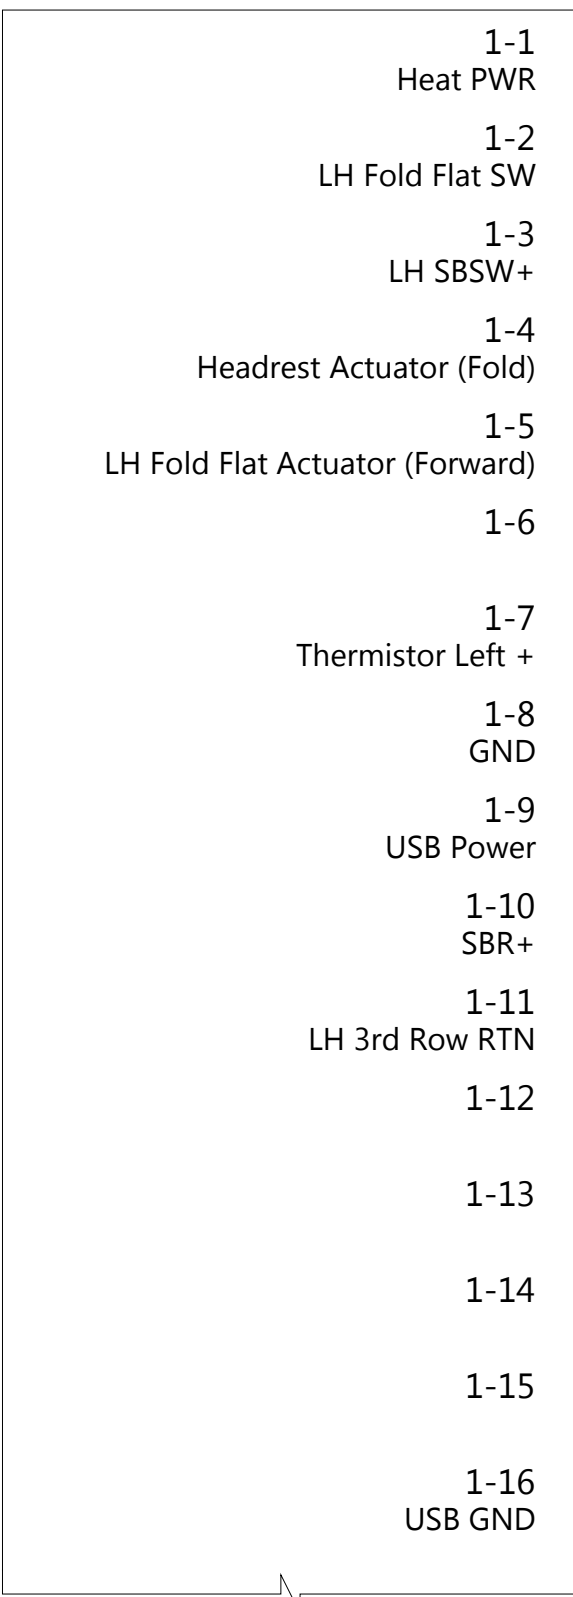 1-1
Heat PWR
1-2
LH Fold Flat SW
1-3
LH SBSW+
1-4
Headrest Actuator (Fold)
1-5
LH Fold Flat Actuator (Forward)
1-6
1-7
Thermistor Left +
1-8
GND
1-9
USB Power
1-10
SBR+
1-11
LH 3rd Row RTN
1-12
1-13
1-14
1-15
1-16
USB GND